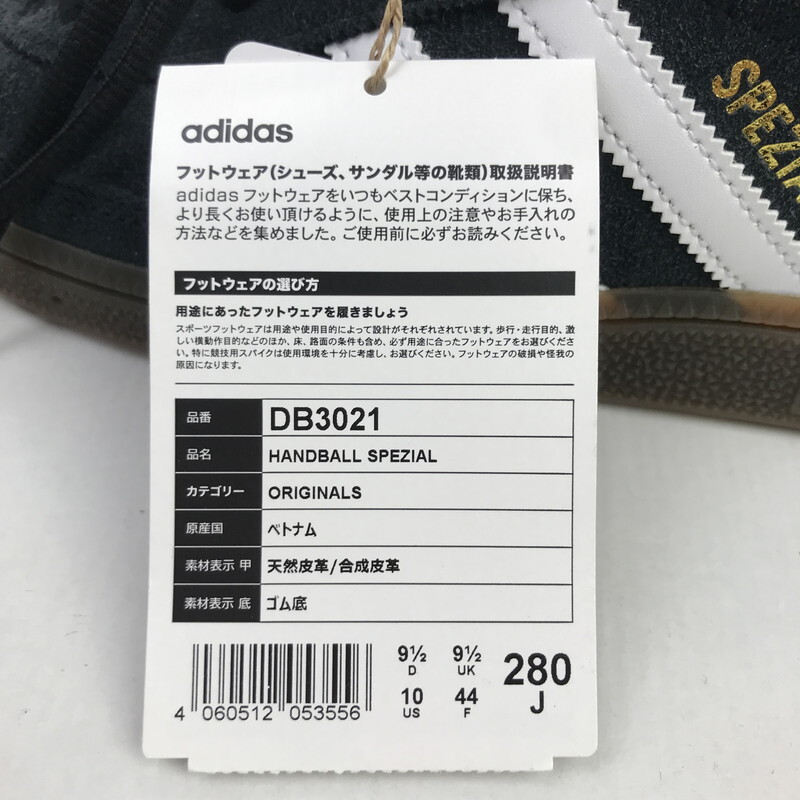 SPEZIA
adidas
フットウェア(シューズ、サンダル等の靴類)取扱説明書
adidas フットウェアをいつもベストコンディションに保ち、
より長くお使い頂けるように、使用上の注意やお手入れの
方法などを集めました。ご使用前に必ずお読みください。
フットウェアの選び方
用途にあったフットウェアを履きましょう
スポーツフットウェアは用途や使用目的によって設計がそれぞれされています。歩行・走行目的、激
しい横動作目的などのほか、床、路面の条件も含め、必ず用途に合ったフットウェアをお選びくださ
い。特に競技用スパイクは使用環境を十分に考慮し、お選びください。フットウェアの破損や怪我の
原因になります。
品番 DB3021
品名 HANDBALL SPEZIAL
カテゴリー ORIGINALS
原産国 ベトナム
素材表示 甲 天然皮革/合成皮革
素材表示 底 ゴム底
9½ 9½ 280
D UK J
10 44
US F
4 060512 053556